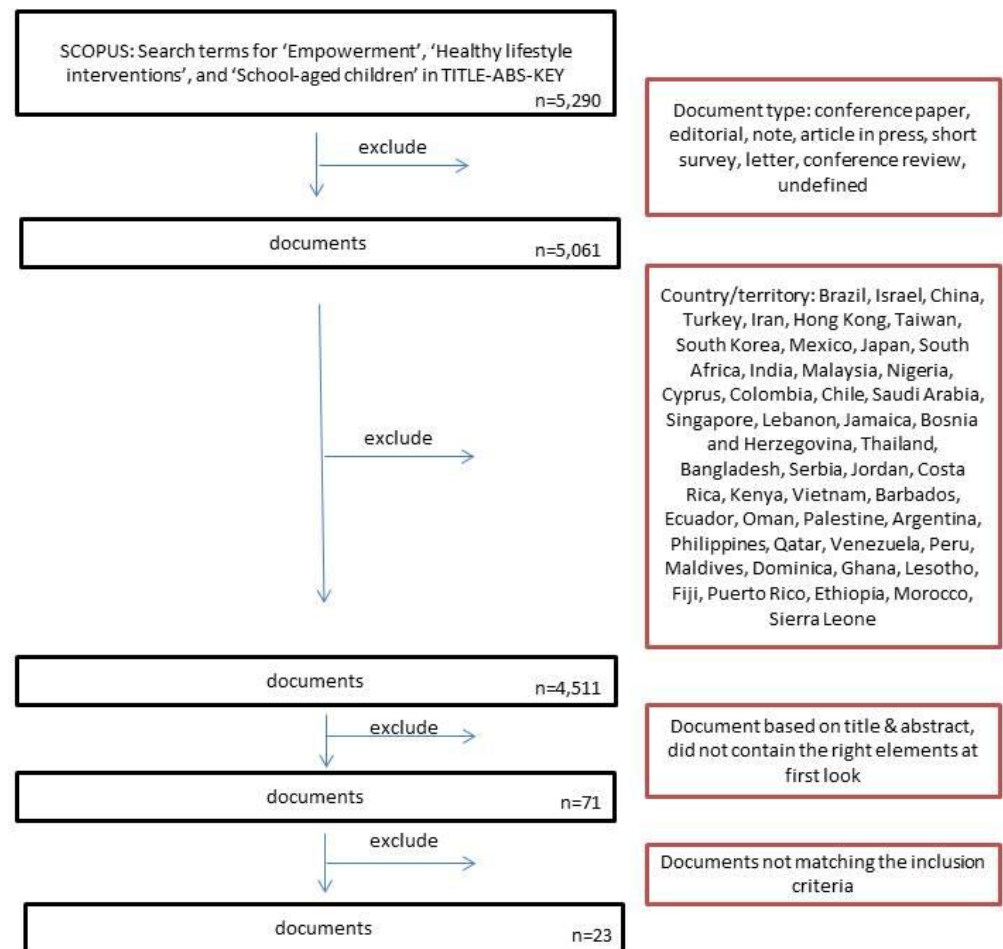 SCOPUS: Search terms for ‘Empowerment’, ‘Healthy lifestyle
interventions’, and ‘School-aged children’ in TITLE-ABS-KEY
n=5,290
exclude
Document type: conference paper,
editorial, note, article in press, short
survey, letter, conference review,
undefined
documents
n=5,061
exclude
Country/territory: Brazil, Israel, China,
Turkey, Iran, Hong Kong, Taiwan,
South Korea, Mexico, Japan, South
Africa, India, Malaysia, Nigeria,
Cyprus, Colombia, Chile, Saudi Arabia,
Singapore, Lebanon, Jamaica, Bosnia
and Herzegovina, Thailand,
Bangladesh, Serbia, Jordan, Costa
Rica, Kenya, Vietnam, Barbados,
Ecuador, Oman, Palestine, Argentina,
Philippines, Qatar, Venezuela, Peru,
Maldives, Dominica, Ghana, Lesotho,
Fiji, Puerto Rico, Ethiopia, Morocco,
Sierra Leone
documents
n=4,511
exclude
Document based on title & abstract,
did not contain the right elements at
first look
documents
n=71
exclude
Documents not matching the inclusion
criteria
documents
n=23